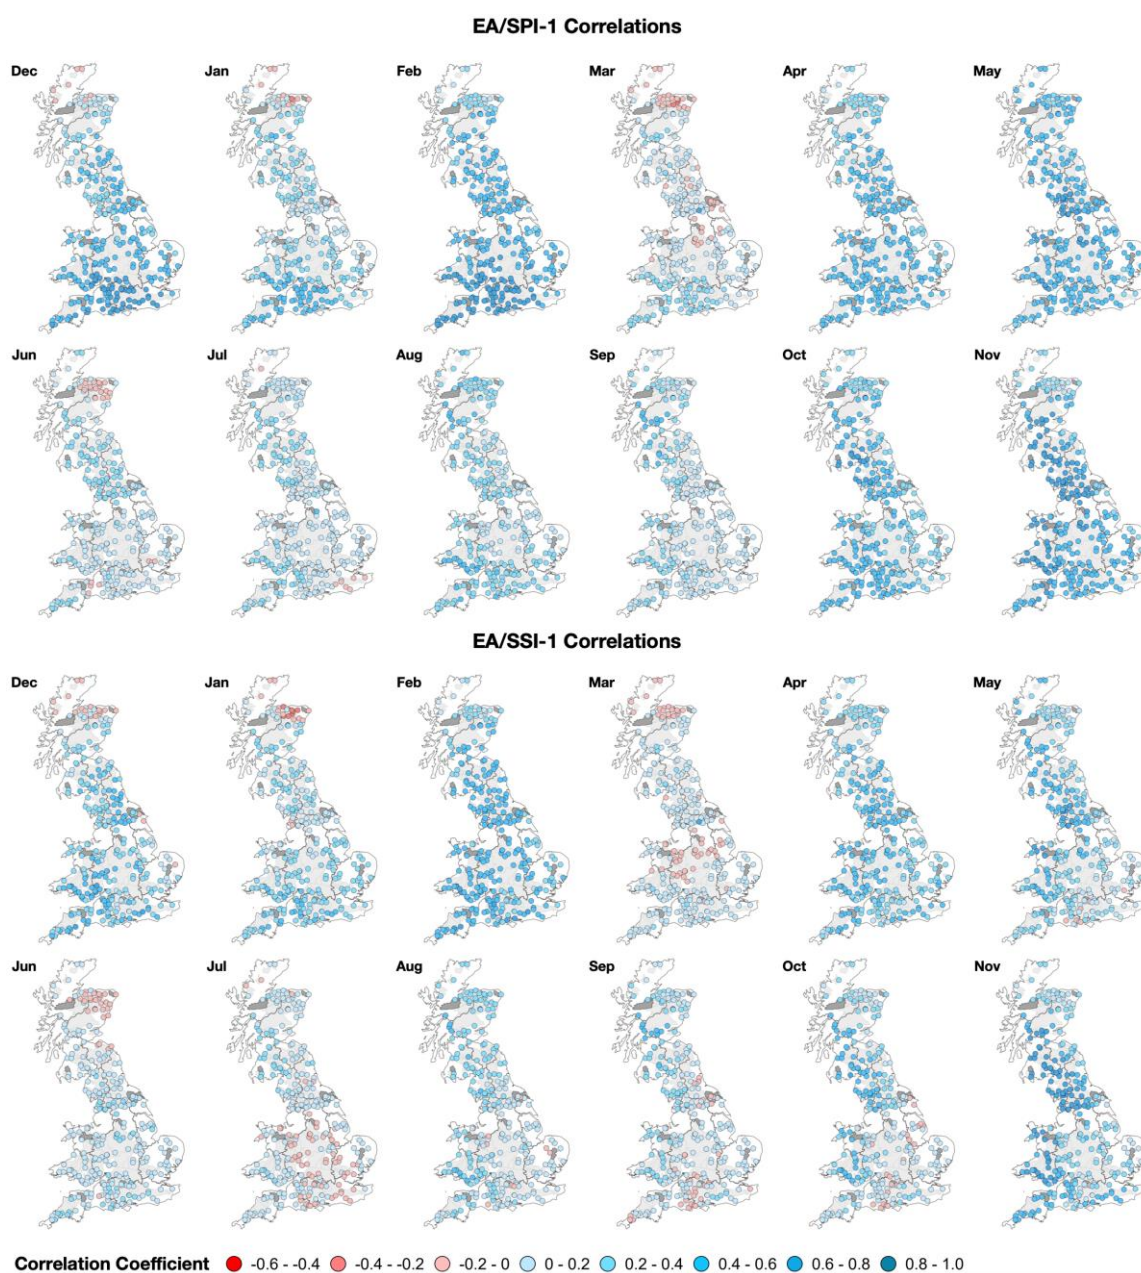 EA/SPI-1 Correlations
Dec Jan Feb Mar Apr May
Jun Jul Aug Sep Oct Nov
EA/SSI-1 Correlations
Dec Jan Feb Mar Apr May
Jun Jul Aug Sep Oct Nov
Correlation Coefficient -0.6 - -0.4 -0.4 - -0.2 -0.2 - 0 0 - 0.2 0.2 - 0.4 0.4 - 0.6 0.6 - 0.8 0.8 - 1.0